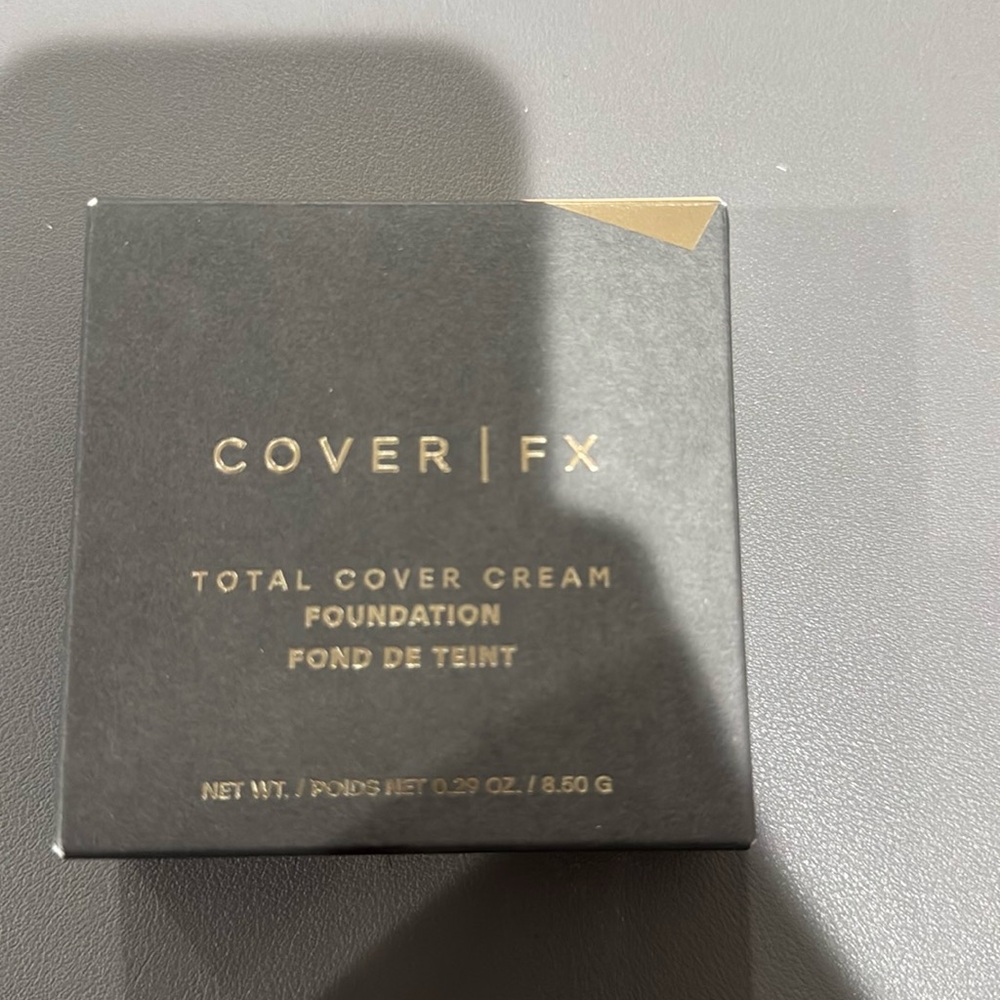 COVER | FX
TOTAL COVER CREAM
FOUNDATION
FOND DE TEINT
NET WT. / POIDS NET 0.29 OZ. / 8.50 G